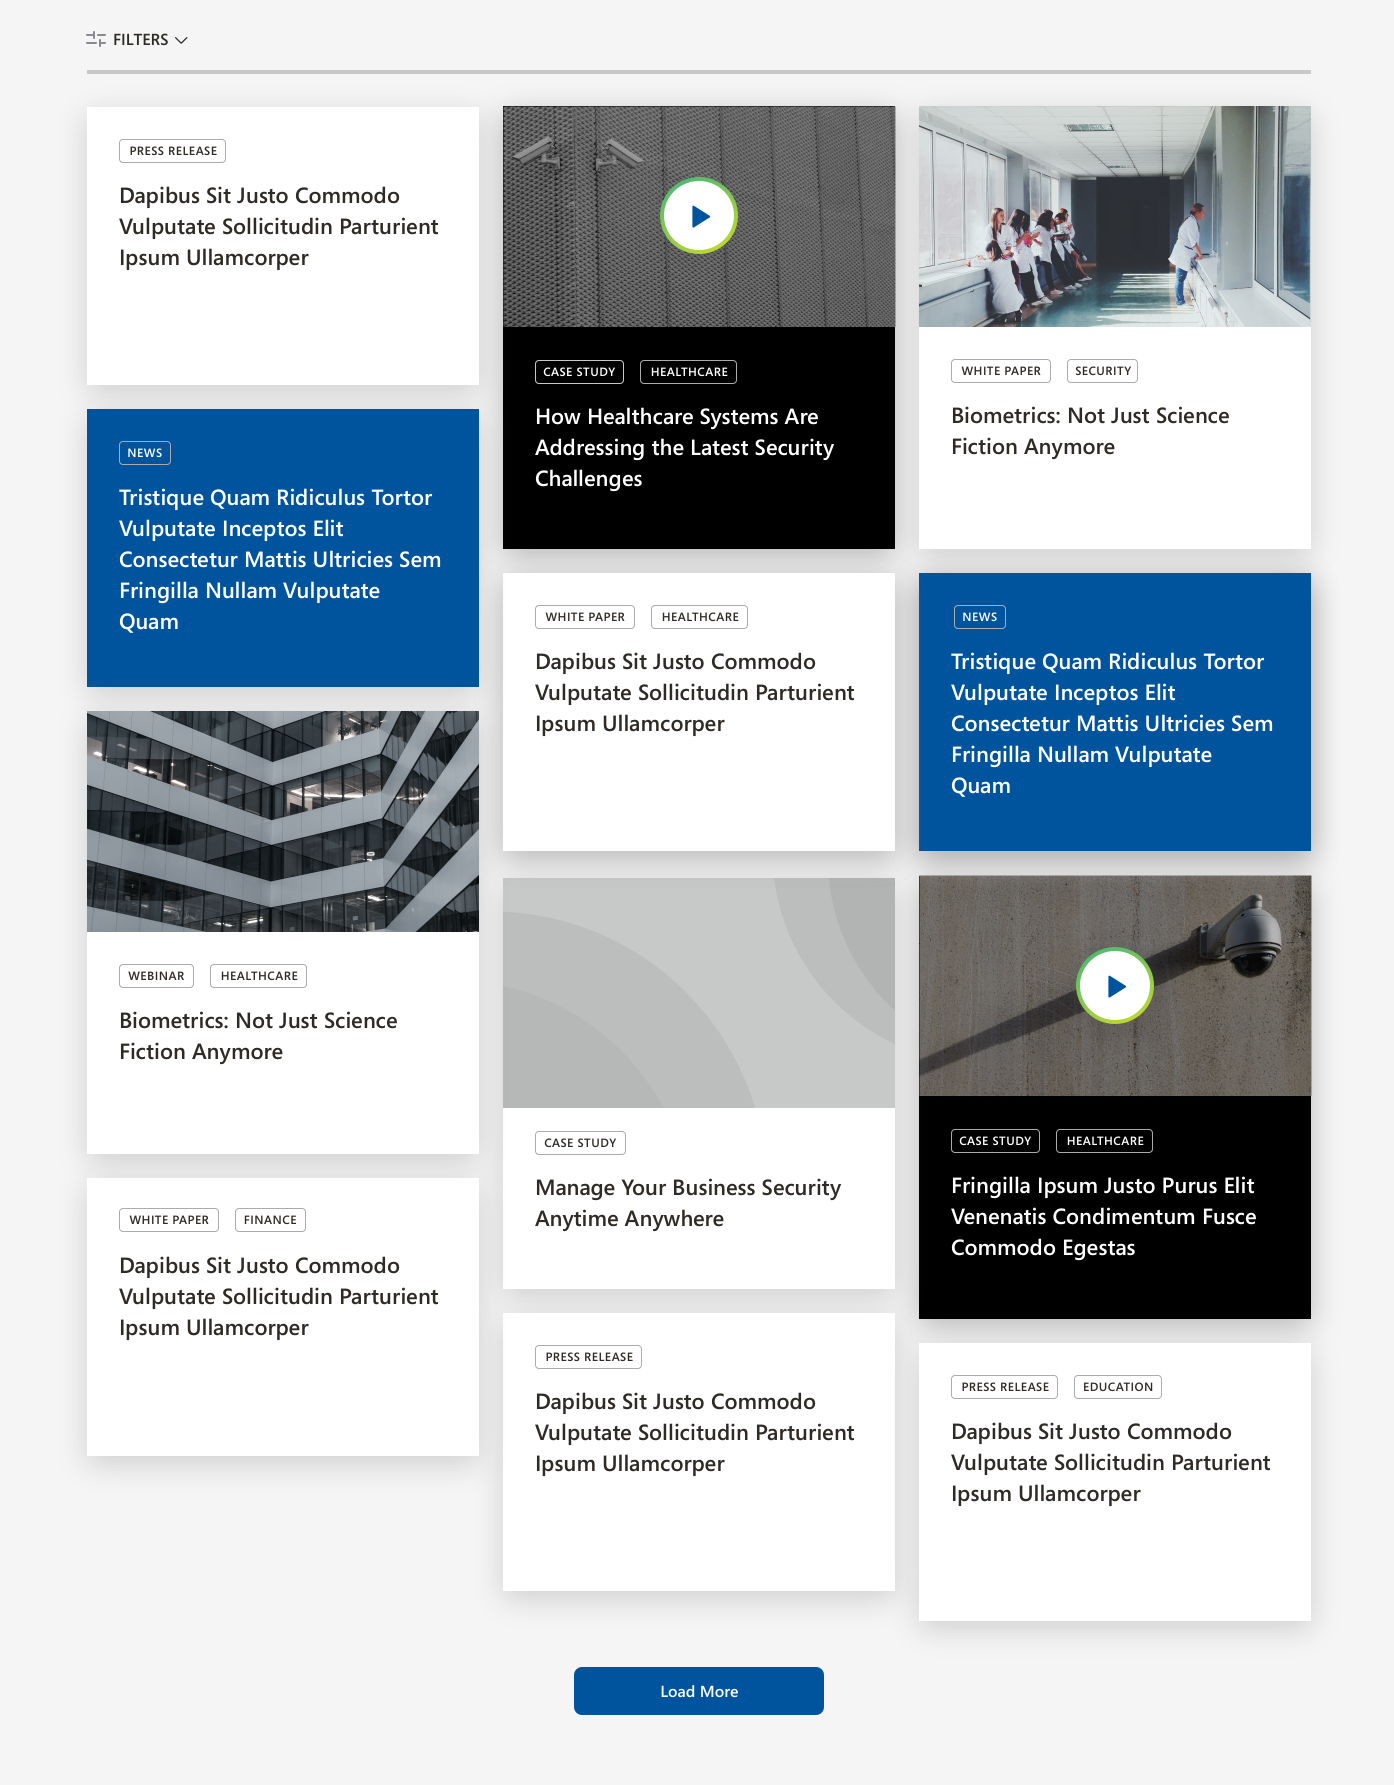 FILTERS
PRESS RELEASE
Dapibus Sit Justo Commodo
Vulputate Sollicitudin Parturient
Ipsum Ullamcorper
NEWS
Tristique Quam Ridiculus Tortor
Vulputate Inceptos Elit
Consectetur Mattis Ultricies Sem
Fringilla Nullam Vulputate
Quam
WEBINAR HEALTHCARE
Biometrics: Not Just Science
Fiction Anymore
WHITE PAPER FINANCE
Dapibus Sit Justo Commodo
Vulputate Sollicitudin Parturient
Ipsum Ullamcorper
CASE STUDY HEALTHCARE
How Healthcare Systems Are
Addressing the Latest Security
Challenges
WHITE PAPER HEALTHCARE
Dapibus Sit Justo Commodo
Vulputate Sollicitudin Parturient
Ipsum Ullamcorper
CASE STUDY
Manage Your Business Security
Anytime Anywhere
PRESS RELEASE
Dapibus Sit Justo Commodo
Vulputate Sollicitudin Parturient
Ipsum Ullamcorper
WHITE PAPER SECURITY
Biometrics: Not Just Science
Fiction Anymore
NEWS
Tristique Quam Ridiculus Tortor
Vulputate Inceptos Elit
Consectetur Mattis Ultricies Sem
Fringilla Nullam Vulputate
Quam
CASE STUDY HEALTHCARE
Fringilla Ipsum Justo Purus Elit
Venenatis Condimentum Fusce
Commodo Egestas
PRESS RELEASE EDUCATION
Dapibus Sit Justo Commodo
Vulputate Sollicitudin Parturient
Ipsum Ullamcorper
Load More